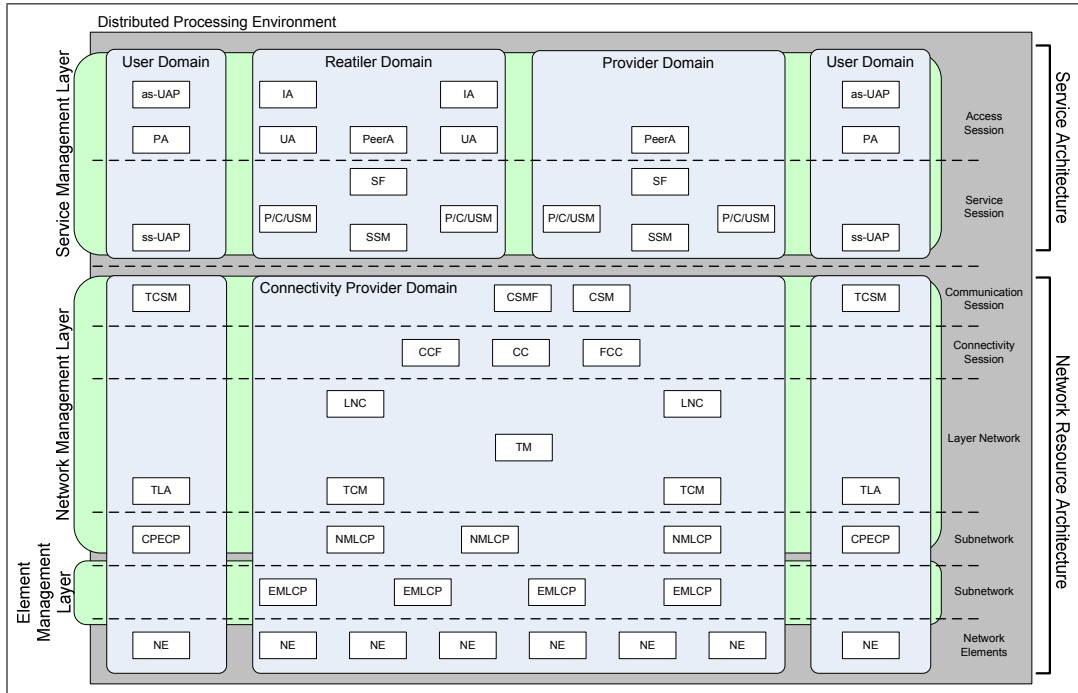 Distributed Processing Environment
Service Management Layer
User Domain
Reatiler Domain
Provider Domain
User Domain
as-UAP
IA
IA
as-UAP
Access
Session
PA
UA
PeerA
UA
PeerA
PA
SF
SF
P/C/USM
P/C/USM
P/C/USM
P/C/USM
Service
Session
ss-UAP
SSM
SSM
ss-UAP
Service Architecture
Network Management Layer
Connectivity Provider Domain
TCSM
CSMF
CSM
TCSM
Communication
Session
CCF
CC
FCC
Connectivity
Session
LNC
LNC
TM
Layer Network
TLA
TCM
TCM
TLA
CPECP
NMLCP
NMLCP
NMLCP
CPECP
Subnetwork
Element
Management
Layer
EMLCP
EMLCP
EMLCP
EMLCP
Subnetwork
NE
NE
NE
NE
NE
NE
NE
NE
Network
Elements
Network Resource Architecture